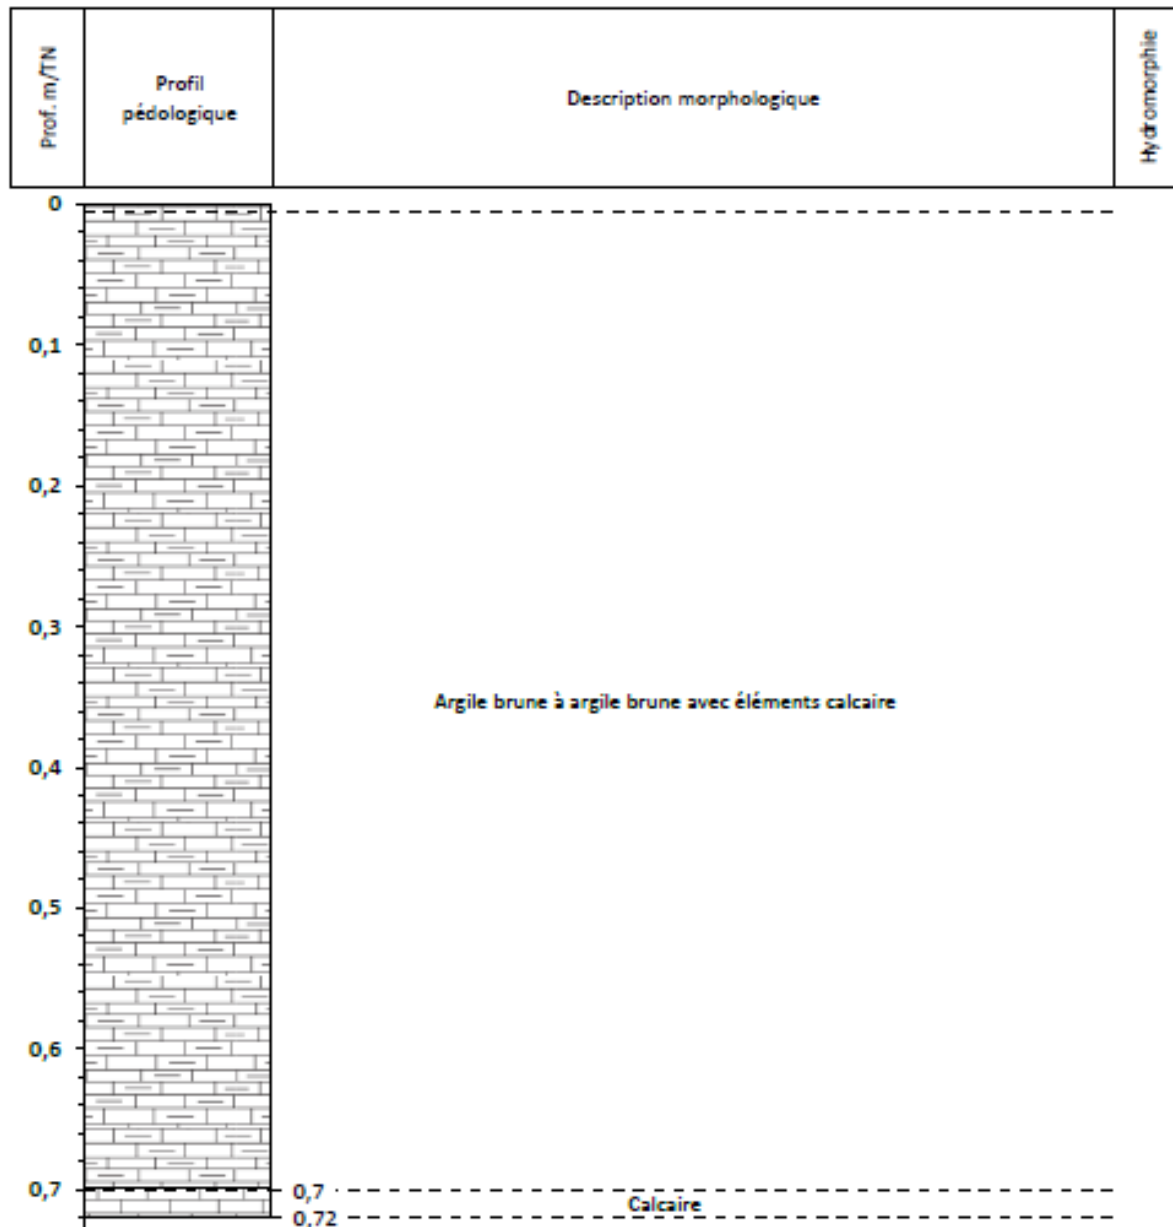 Prof. m/TN
Profil
pédologique
Description morphologique
Hydromorphie
0
0,1
0,2
0,3
Argile brune à argile brune avec éléments calcaire
0,4
0,5
0,6
0,7
0,7
Calcaire
0,72